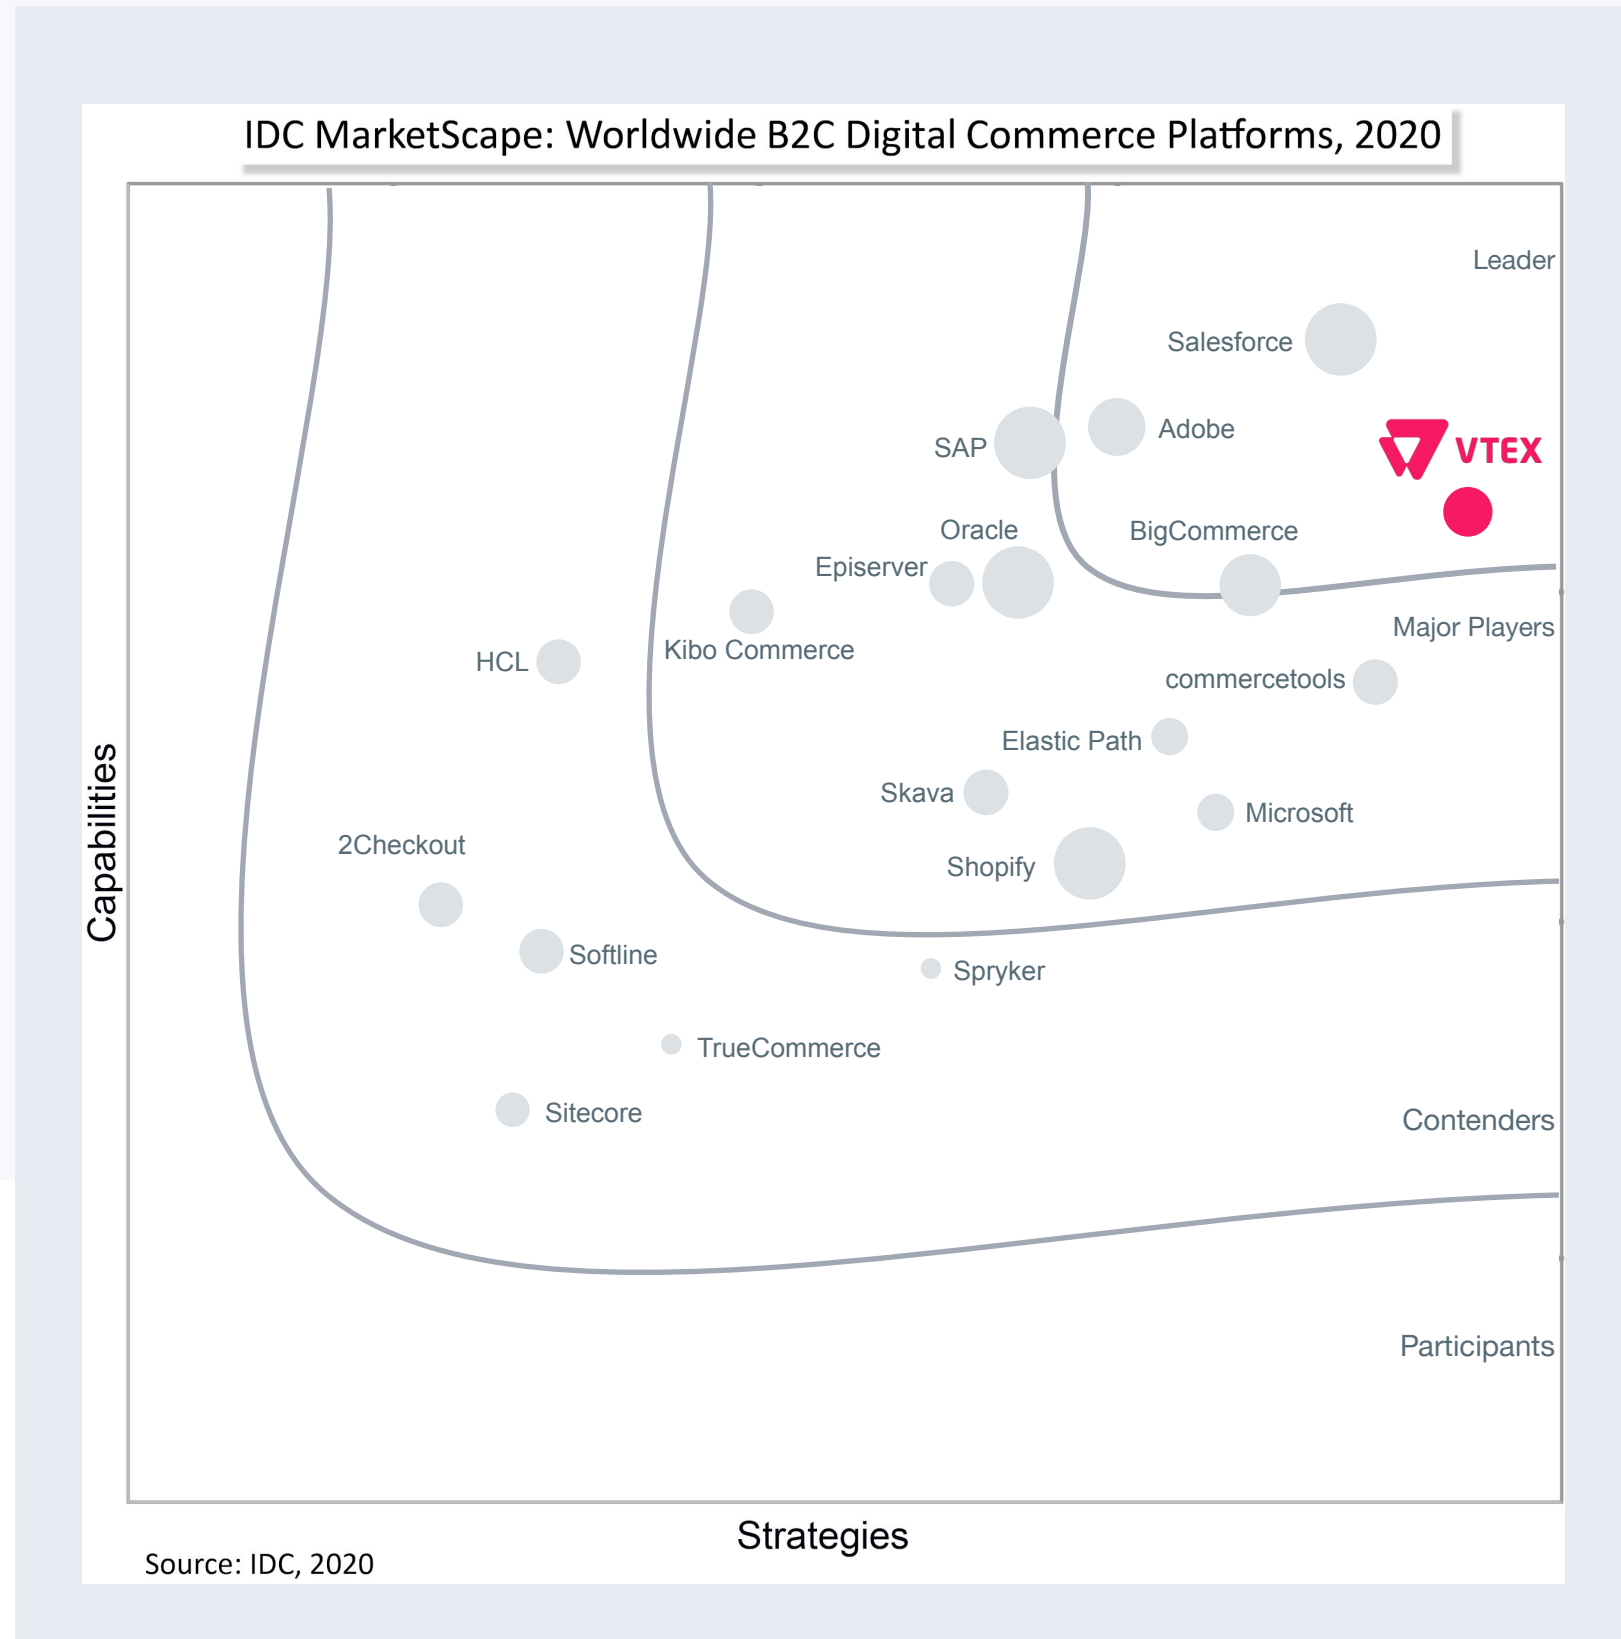 IDC MarketScape: Worldwide B2C Digital Commerce Platforms, 2020
Leader
Salesforce
Adobe
SAP
VTEX
Oracle
BigCommerce
Episerver
Major Players
Kibo Commerce
HCL
commercetools
Elastic Path
Skava
Microsoft
2Checkout
Shopify
Capabilities
Softline
Spryker
TrueCommerce
Sitecore
Contenders
Participants
Strategies
Source: IDC, 2020